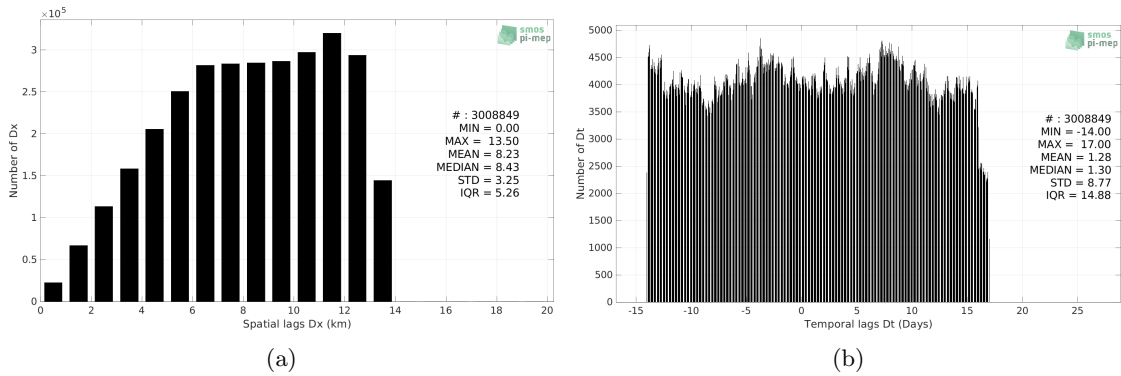 ×10⁵
3
2.5
2
1.5
1
0.5
0
Number of Dx
0 2 4 6 8 10 12 14 16 18 20
Spatial lags Dx (km)
smos
pi-mep
# : 3008849
MIN = 0.00
MAX = 13.50
MEAN = 8.23
MEDIAN = 8.43
STD = 3.25
IQR = 5.26
(a)
5000
4500
4000
3500
3000
2500
2000
1500
1000
500
0
Number of Dt
-15 -10 -5 0 5 10 15 20 25
Temporal lags Dt (Days)
smos
pi-mep
# : 3008849
MIN = -14.00
MAX = 17.00
MEAN = 1.28
MEDIAN = 1.30
STD = 8.77
IQR = 14.88
(b)